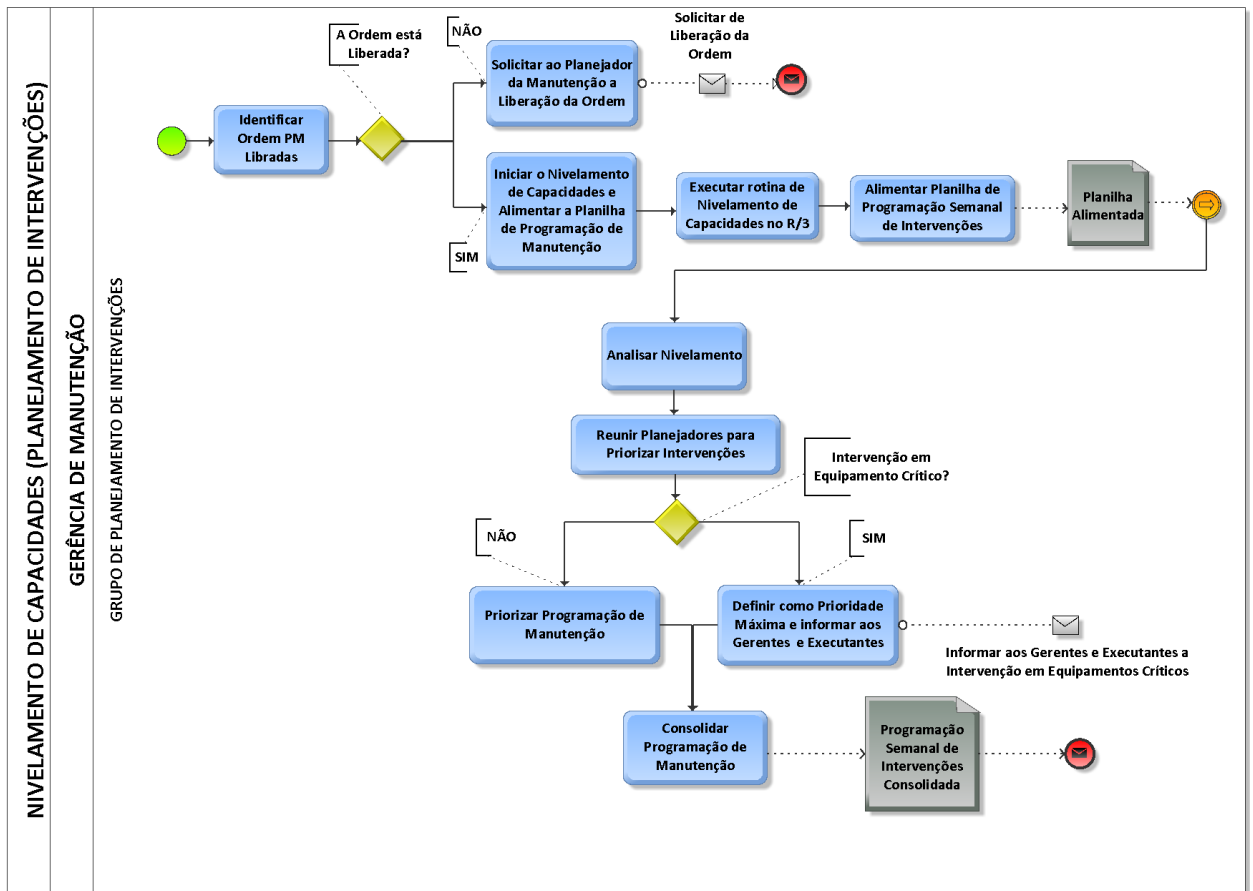 NIVELAMENTO DE CAPACIDADES (PLANEJAMENTO DE INTERVENÇÕES)
GERÊNCIA DE MANUTENÇÃO
GRUPO DE PLANEJAMENTO DE INTERVENÇÕES
A Ordem está
Liberada?
NÃO
Solicitar ao Planejador
da Manutenção a
Liberação da Ordem
Solicitar de
Liberação da
Ordem
Identificar
Ordem PM
Libradas
SIM
Iniciar o Nivelamento
de Capacidades e
Alimentar a Planilha
de Programação de
Manutenção
Executar rotina de
Nivelamento de
Capacidades no R/3
Alimentar Planilha de
Programação Semanal
de Intervenções
Planilha
Alimentada
Analisar Nivelamento
Reunir Planejadores para
Priorizar Intervenções
Intervenção em
Equipamento Crítico?
NÃO
SIM
Priorizar Programação de
Manutenção
Definir como Prioridade
Máxima e informar aos
Gerentes e Executantes
Informar aos Gerentes e Executantes a
Intervenção em Equipamentos Críticos
Consolidar
Programação de
Manutenção
Programação
Semanal de
Intervenções
Consolidada